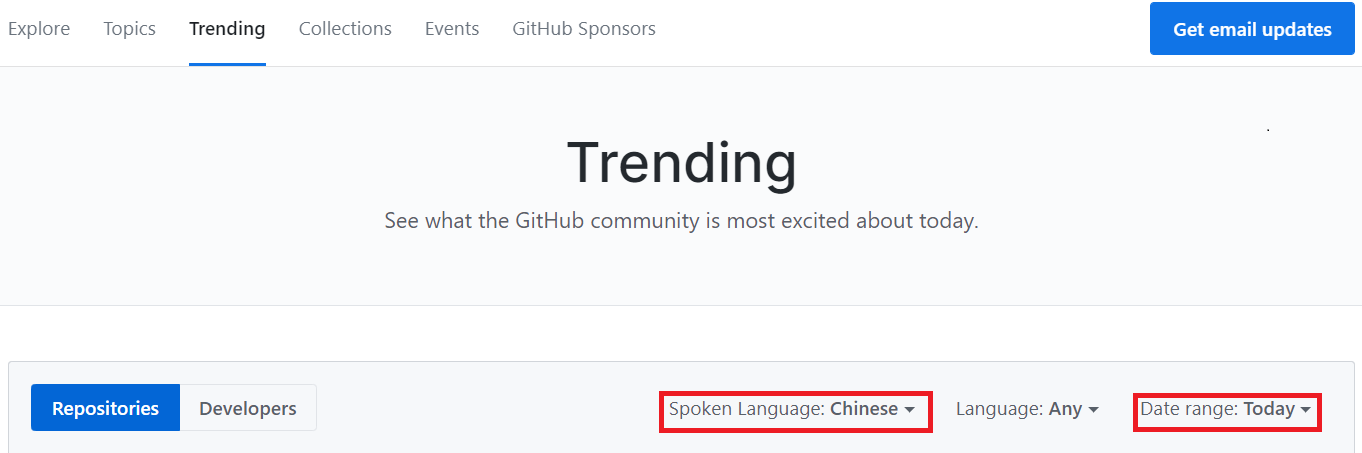 Explore Topics Trending Collections Events GitHub Sponsors Get email updates
Trending
See what the GitHub community is most excited about today.
Repositories Developers Spoken Language: Chinese Language: Any Date range: Today